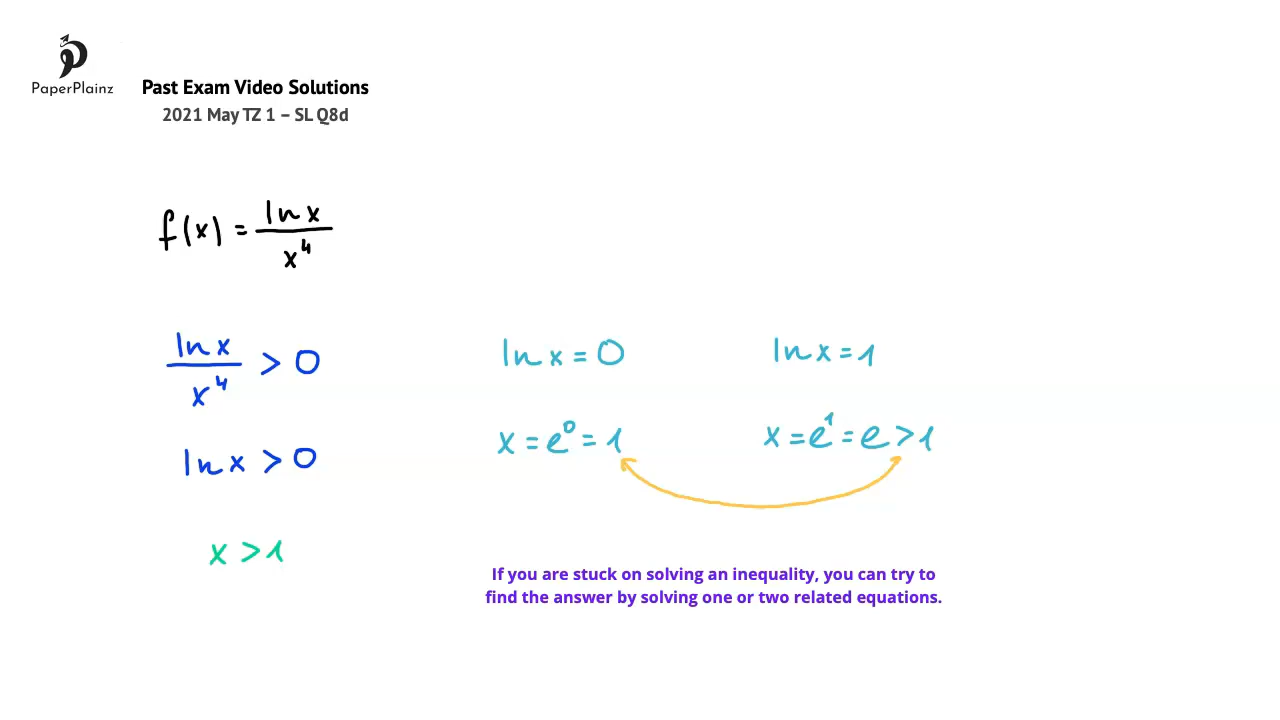 PaperPlainz
Past Exam Video Solutions
2021 May TZ 1 – SL Q8d
f(x) = ln x / x⁴
ln x / x⁴ > 0
ln x > 0
x > 1
ln x = 0
x = e⁰ = 1
ln x = 1
x = e¹ = e > 1
If you are stuck on solving an inequality, you can try to
find the answer by solving one or two related equations.